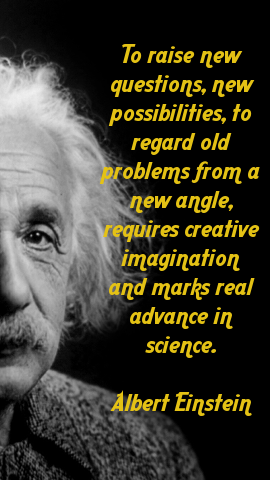 To raise new
questions, new
possibilities, to
regard old
problems from a
new angle,
requires creative
imagination
and marks real
advance in
science.
Albert Einstein